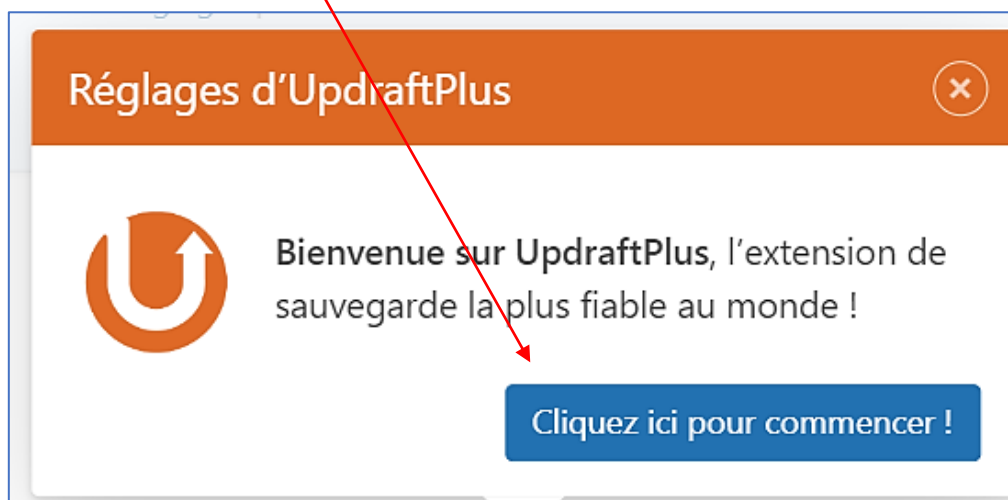 Réglages d’UpdraftPlus
Bienvenue sur UpdraftPlus, l’extension de
sauvegarde la plus fiable au monde !
Cliquez ici pour commencer !